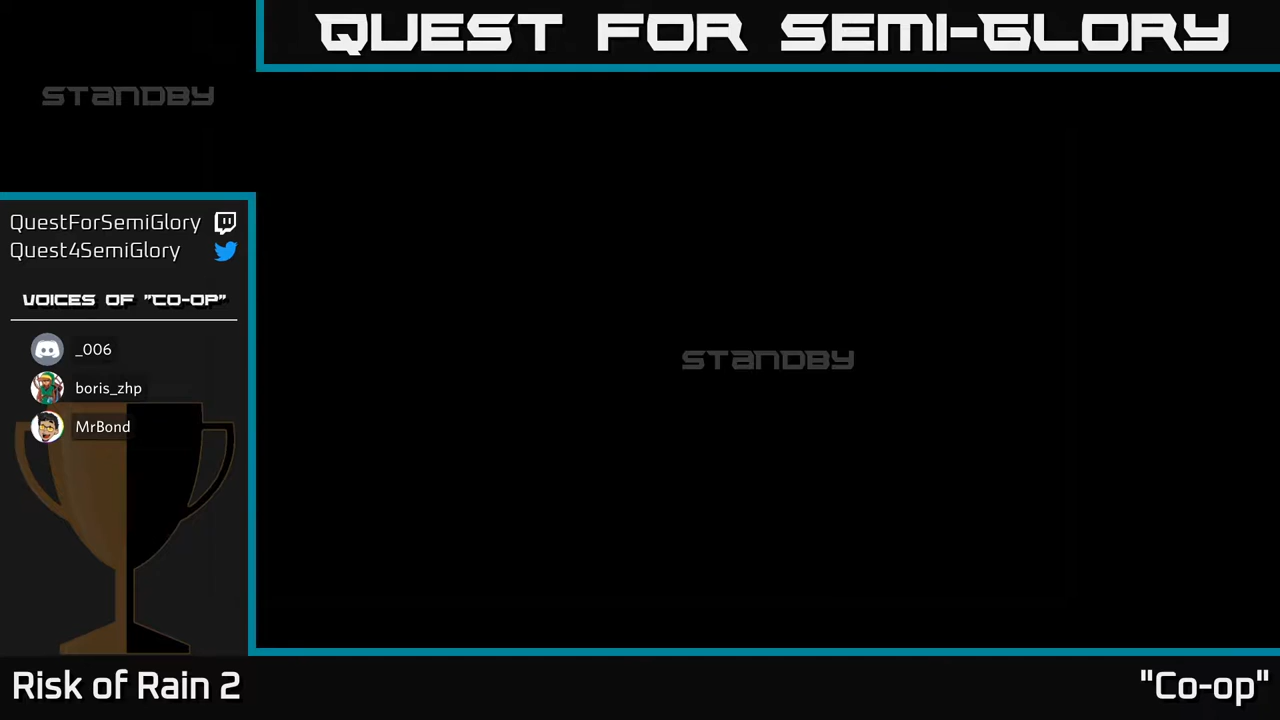 QUEST FOR SEMI-GLORY
STANDBY
QuestForSemiGlory
Quest4SemiGlory
VOICES OF "CO-OP"
_006
boris_zhp
MrBond
STANDBY
Risk of Rain 2
"Co-op"